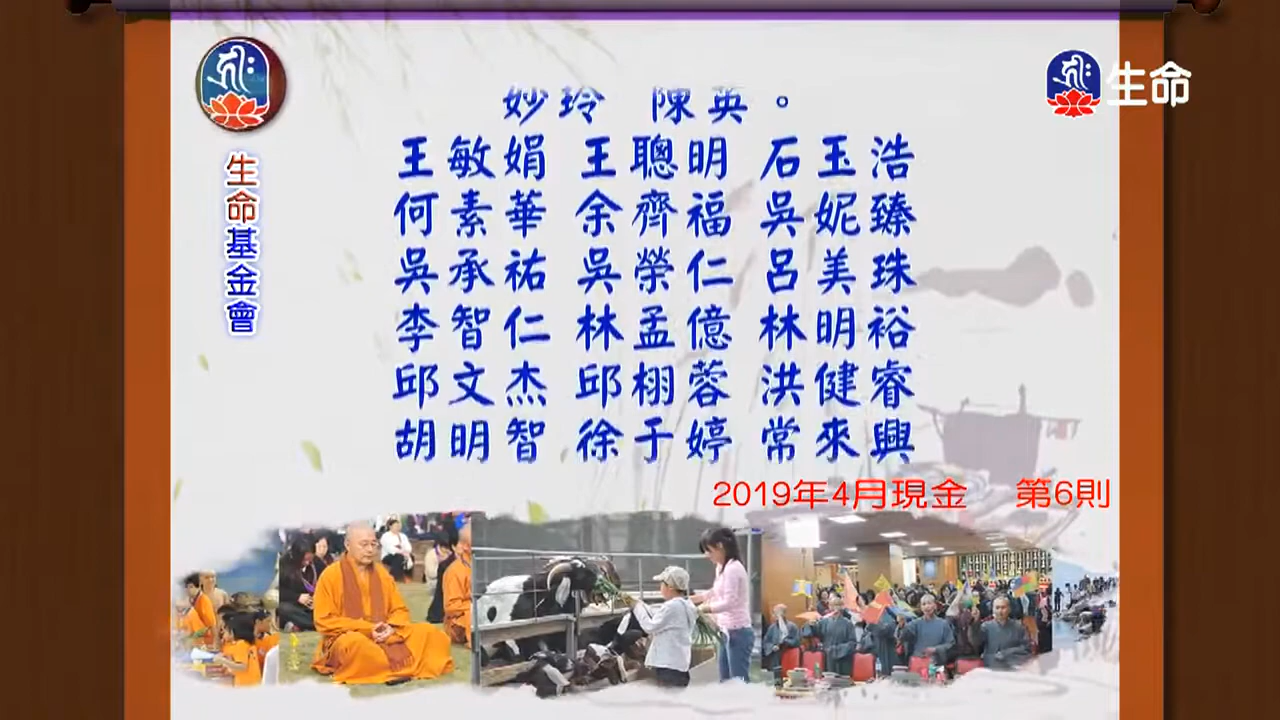 生命
生命基金會
妙玲 陳英。
王敏娟 王聰明 石玉浩
何素華 余齊福 吳妮臻
吳承祐 吳榮仁 呂美珠
李智仁 林孟億 林明裕
邱文杰 邱栩蓉 洪健睿
胡明智 徐于婷 常來興
2019年4月現金 第6則